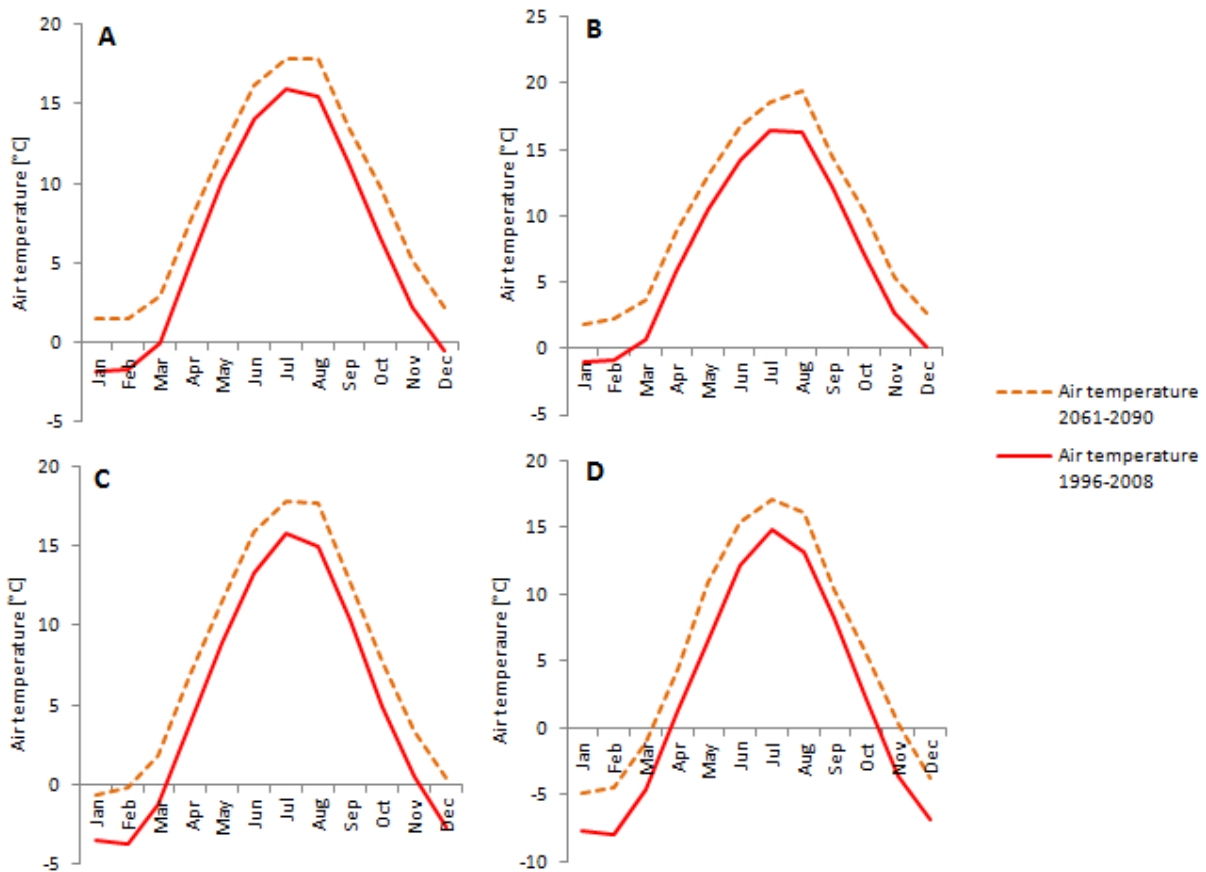 A
Air temperature [°C]
20
15
10
5
0
-5
Jan Feb Mar Apr May Jun Jul Aug Sep Oct Nov Dec
B
Air temperature [°C]
25
20
15
10
5
0
-5
Jan Feb Mar Apr May Jun Jul Aug Sep Oct Nov Dec
Air temperature
2061-2090
Air temperature
1996-2008
C
Air temperature [°C]
20
15
10
5
0
-5
Jan Feb Mar Apr May Jun Jul Aug Sep Oct Nov Dec
D
Air temperaure [°C]
20
15
10
5
0
-5
-10
Jan Feb Mar Apr May Jun Jul Aug Sep Oct Nov Dec